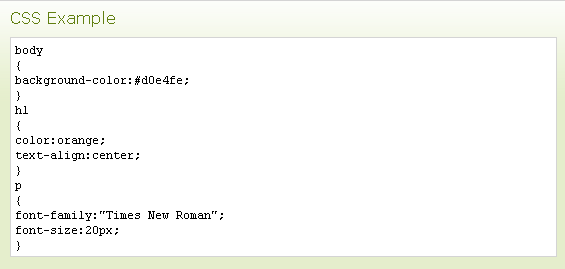 CSS Example
body
{
background-color:#d0e4fe;
}
h1
{
color:orange;
text-align:center;
}
p
{
font-family:"Times New Roman";
font-size:20px;
}